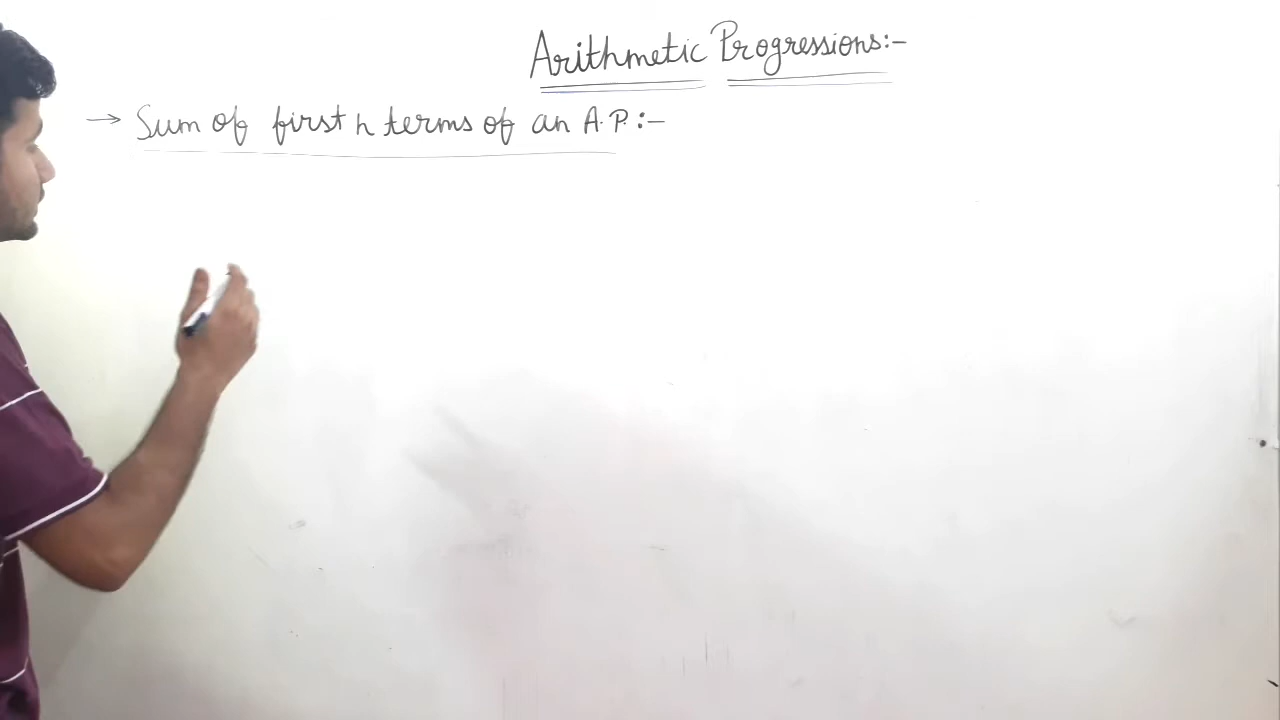 Arithmetic Progressions:-
→ Sum of first n terms of an A.P.:-